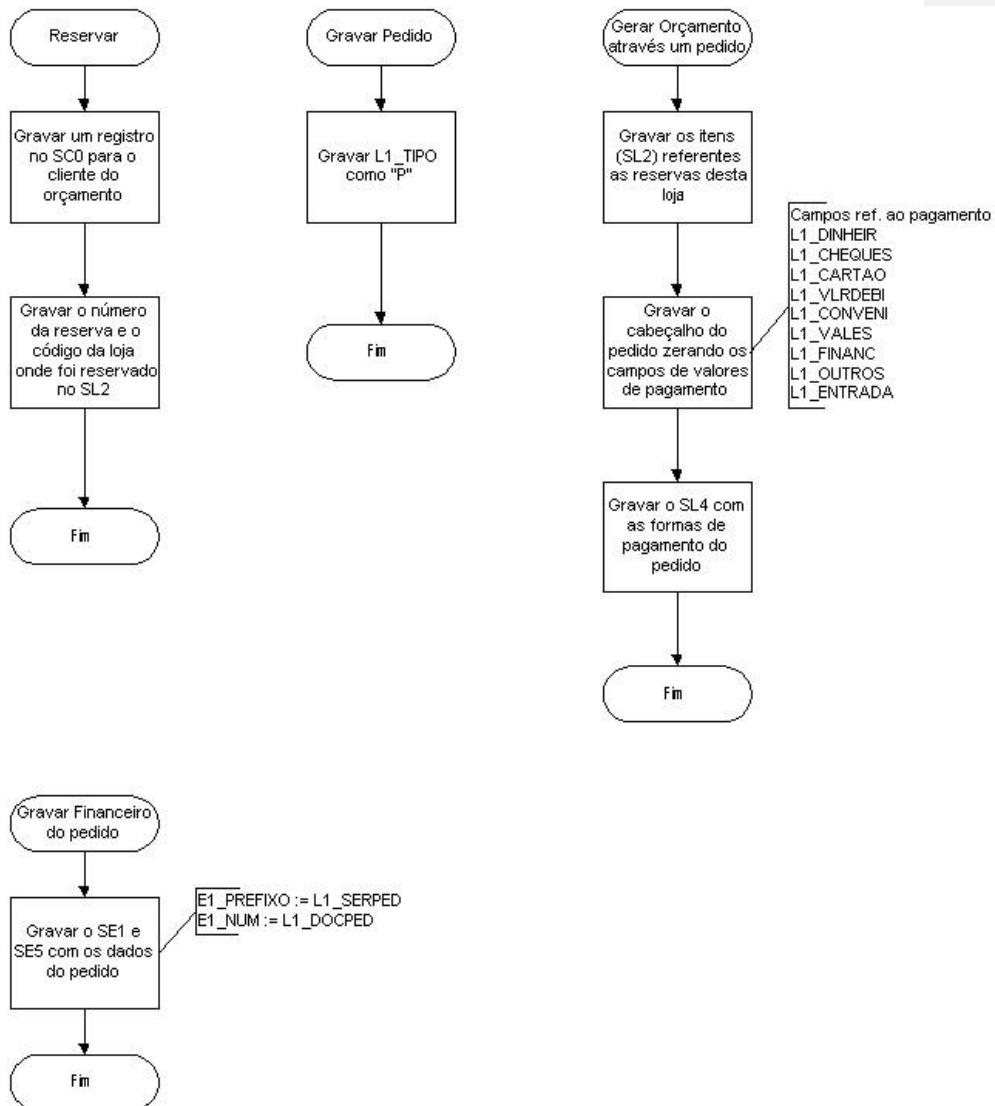 Reservar
Gravar um registro
no SC0 para o
cliente do
orçamento
Gravar o número
da reserva e o
código da loja
onde foi reservado
no SL2
Fim
Gravar Pedido
Gravar L1_TIPO
como "P"
Fim
Gerar Orçamento
através um pedido
Gravar os itens
(SL2) referentes
as reservas desta
loja
Gravar o
cabeçalho do
pedido zerando os
campos de valores
de pagamento
Campos ref. ao pagamento
L1_DINHEIR
L1_CHEQUES
L1_CARTAO
L1_VLRDEBI
L1_CONVENI
L1_VALES
L1_FINANC
L1_OUTROS
L1_ENTRADA
Gravar o SL4 com
as formas de
pagamento do
pedido
Fim
Gravar Financeiro
do pedido
Gravar o SE1 e
SE5 com os dados
do pedido
E1_PREFIXO := L1_SERPED
E1_NUM := L1_DOCPED
Fim